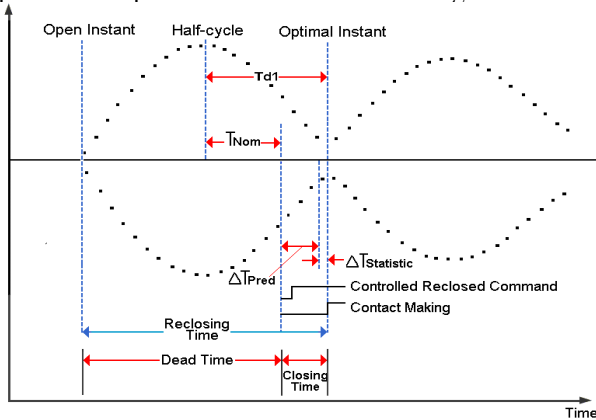 Open Instant
Half-cycle
Optimal Instant
Td1
TNom
ΔTStatistic
ΔTPred
Controlled Reclosed Command
Contact Making
Reclosing
Time
Dead Time
Closing
Time
Time